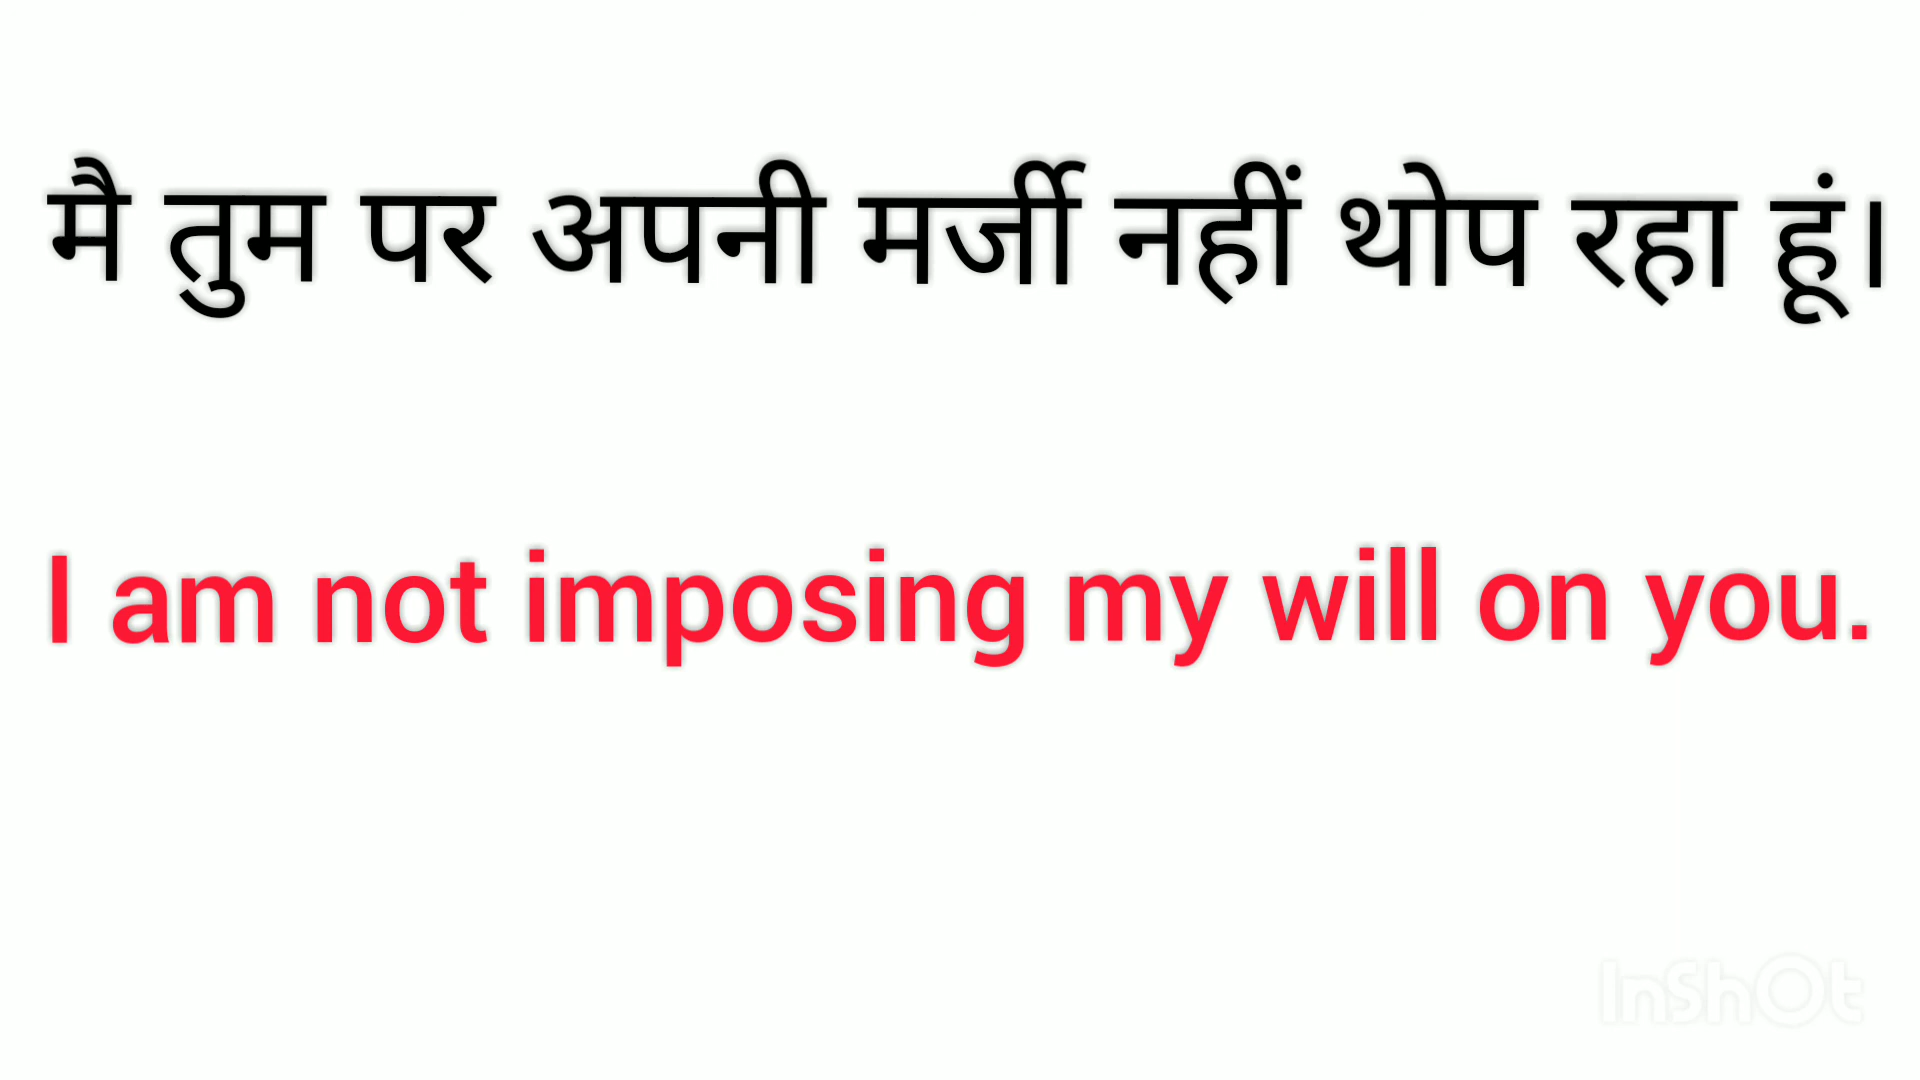 मै तुम पर अपनी मर्जी नहीं थोप रहा हूं।
I am not imposing my will on you.
InShOt